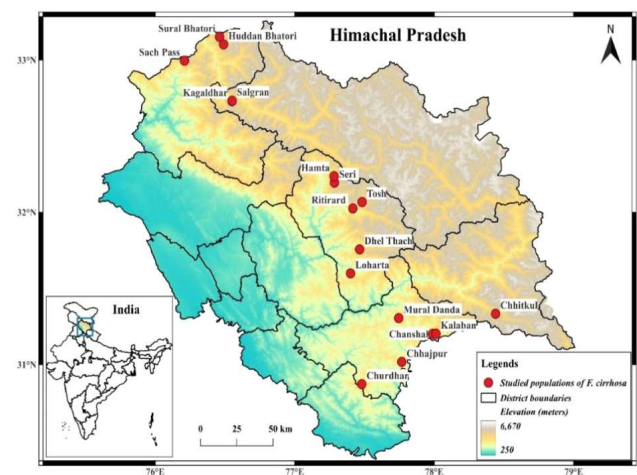 Himachal Pradesh
N
Sural Bhatori
Huddan Bhatori
33°N
Sach Pass
Kagaldhar
Salgran
Hamta
Seri
Tosh
Ritirard
32°N
Dhel Thach
Loharta
India
Chhitkul
Mural Danda
Kalaban
Chanshal
31°N
Chhajpur
Churdhar
Legends
Studied populations of F. cirrhosa
District boundaries
Elevation (meters)
6,670
250
0 25 50 km
76°E 77°E 78°E 79°E